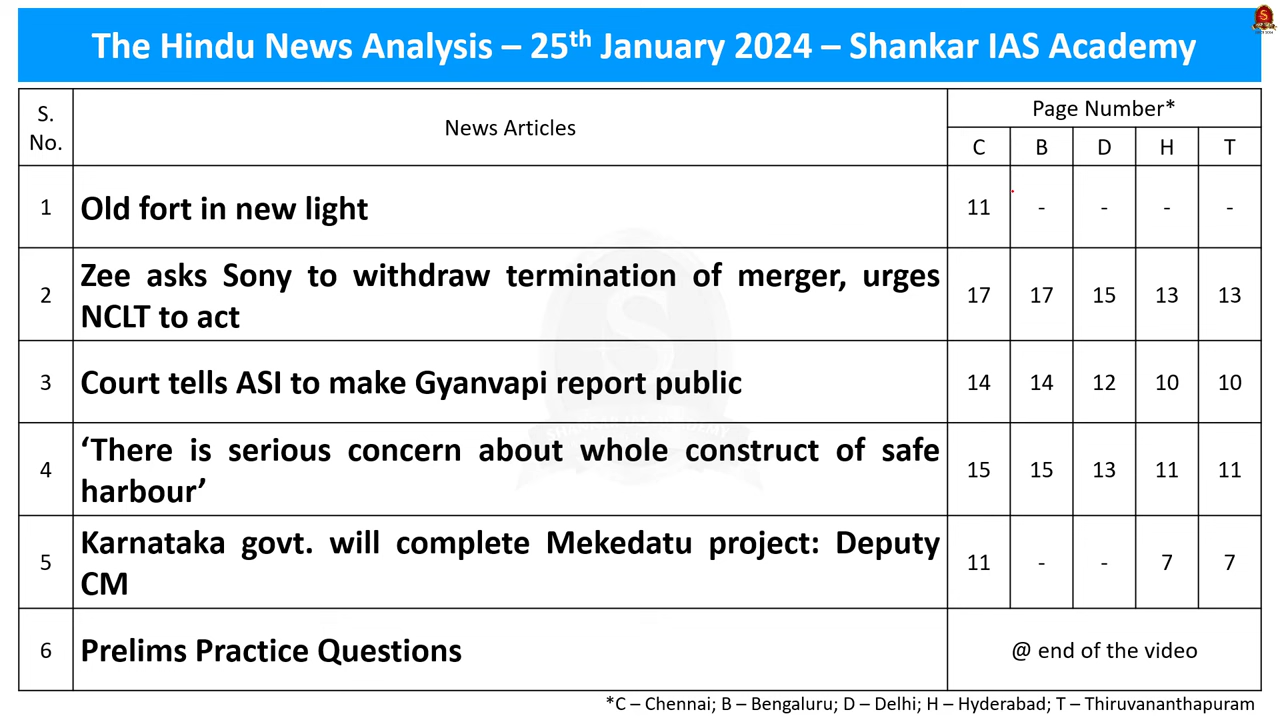 The Hindu News Analysis – 25th January 2024 – Shankar IAS Academy
S. No. News Articles Page Number*
C B D H T
1 Old fort in new light 11 - - - -
2 Zee asks Sony to withdraw termination of merger, urges
NCLT to act 17 17 15 13 13
3 Court tells ASI to make Gyanvapi report public 14 14 12 10 10
4 ‘There is serious concern about whole construct of safe
harbour’ 15 15 13 11 11
5 Karnataka govt. will complete Mekedatu project: Deputy
CM 11 - - 7 7
6 Prelims Practice Questions @ end of the video
*C – Chennai; B – Bengaluru; D – Delhi; H – Hyderabad; T – Thiruvananthapuram